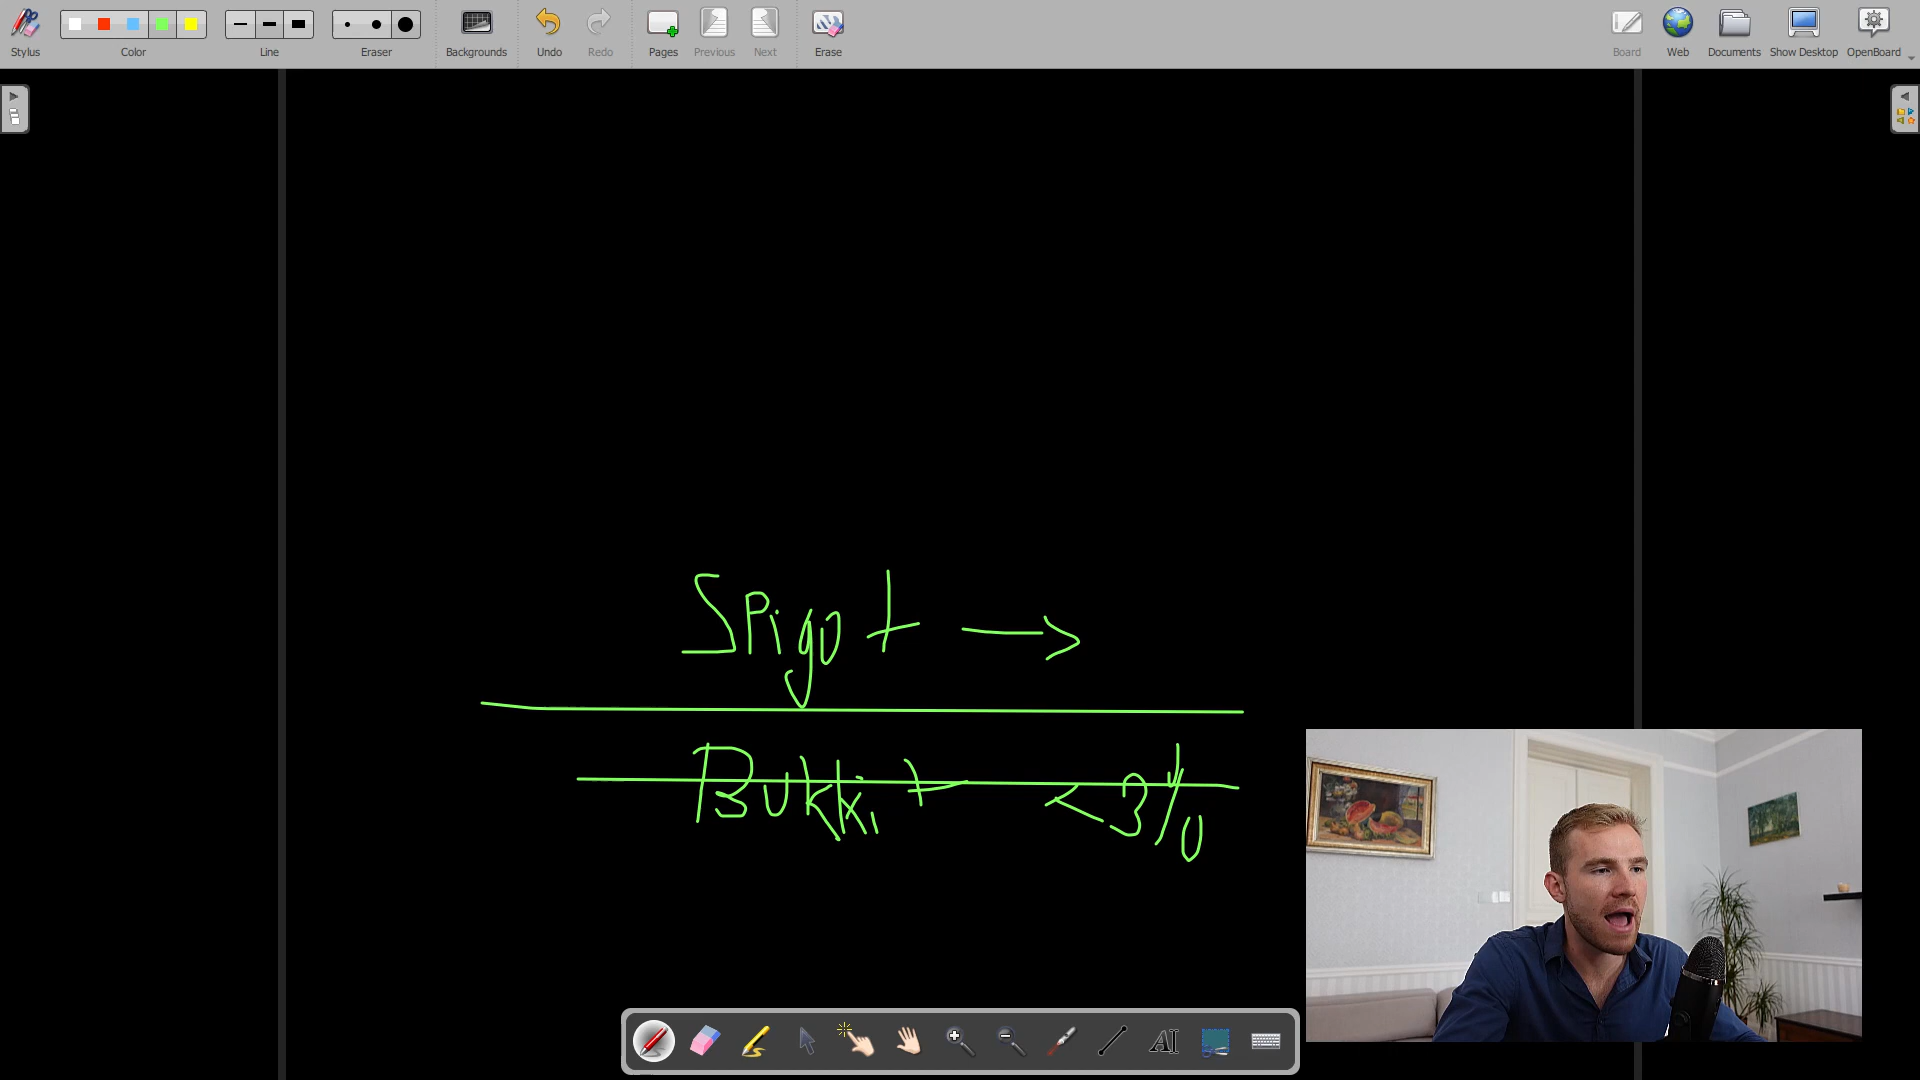 Stylus Color Line Eraser Backgrounds Undo Redo Pages Previous Next Erase Board Web Documents Show Desktop OpenBoard
Spigot →
Bukkit <3%
AI